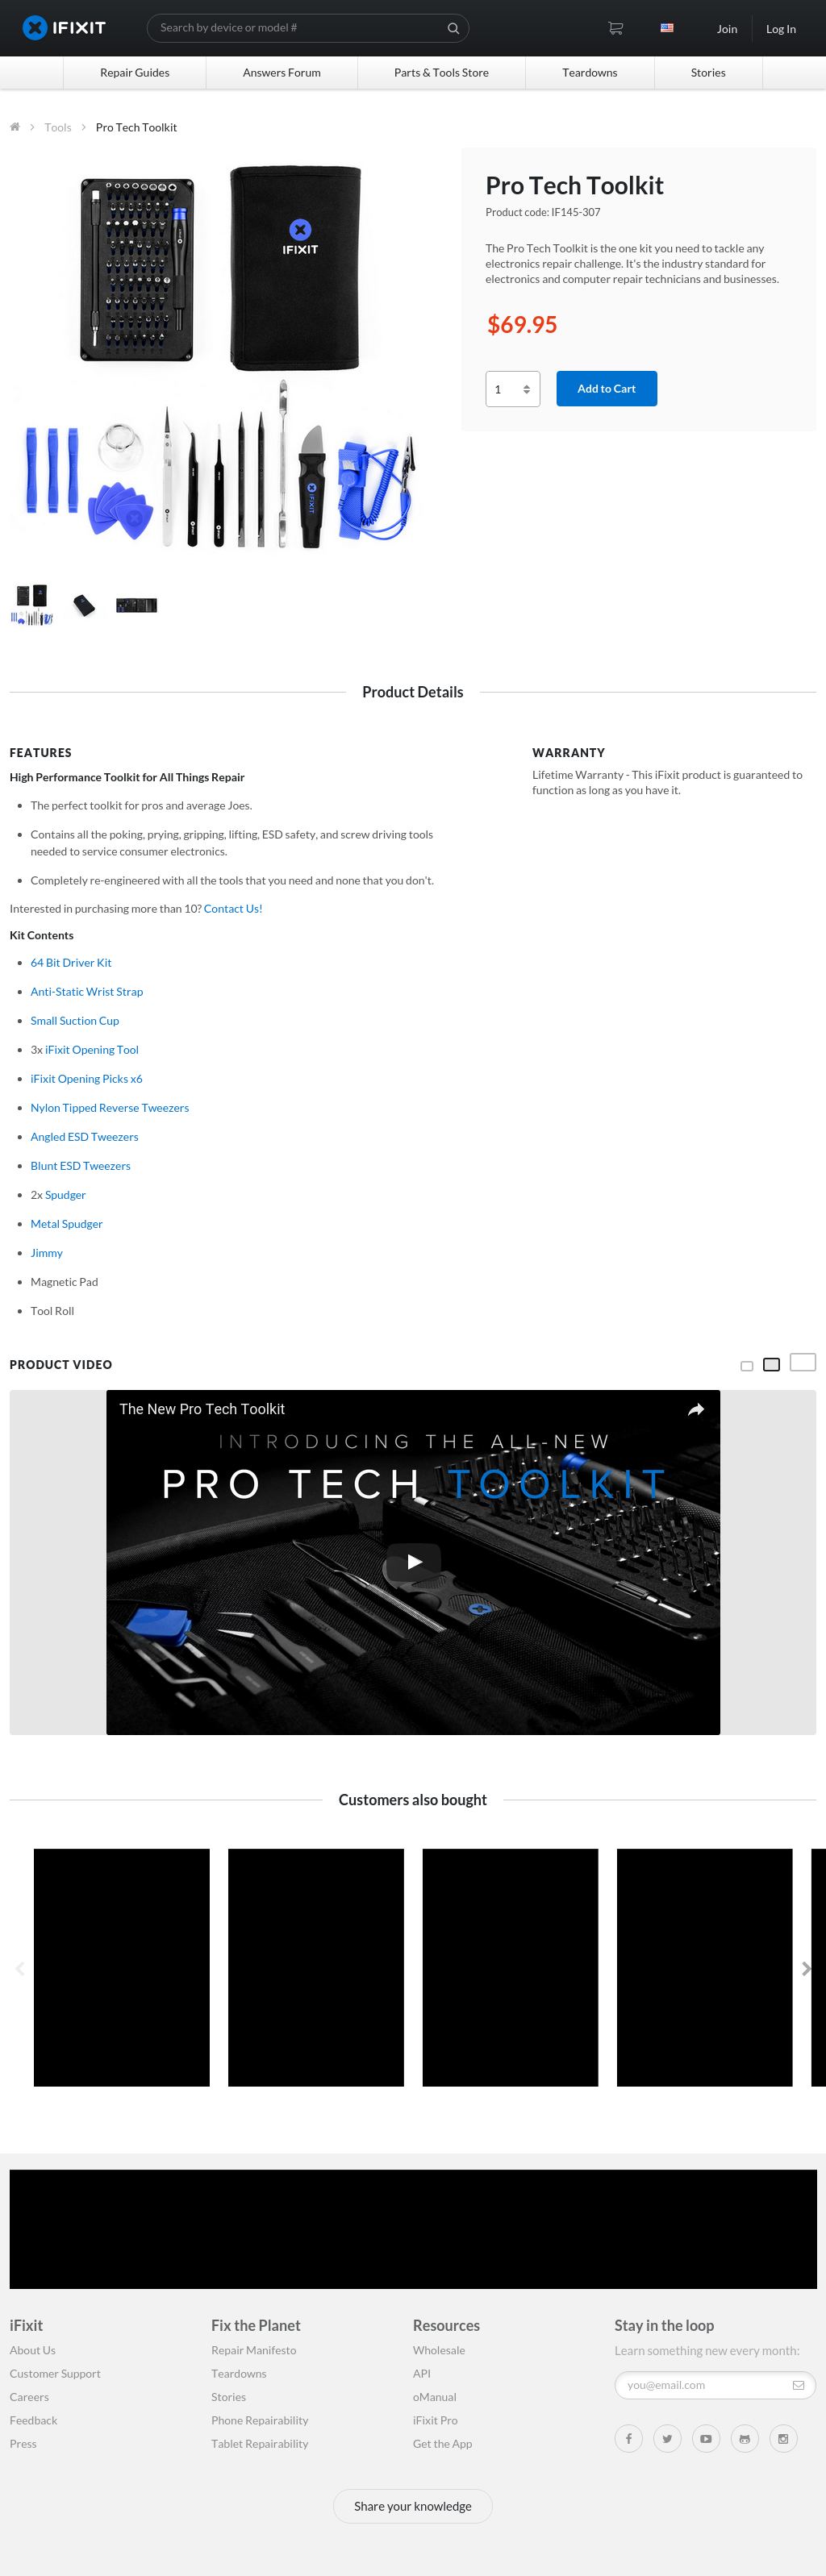 IFIXIT
Search by device or model #
Join
Log In
Repair Guides
Answers Forum
Parts & Tools Store
Teardowns
Stories
Tools
Pro Tech Toolkit
IFIXIT
Pro Tech Toolkit
Product code: IF145-307
The Pro Tech Toolkit is the one kit you need to tackle any
electronics repair challenge. It's the industry standard for
electronics and computer repair technicians and businesses.
$69.95
1
Add to Cart
IFIXIT
Product Details
FEATURES
High Performance Toolkit for All Things Repair
The perfect toolkit for pros and average Joes.
Contains all the poking, prying, gripping, lifting, ESD safety, and screw driving tools
needed to service consumer electronics.
Completely re-engineered with all the tools that you need and none that you don't.
Interested in purchasing more than 10? Contact Us!
WARRANTY
Lifetime Warranty - This iFixit product is guaranteed to
function as long as you have it.
Kit Contents
64 Bit Driver Kit
Anti-Static Wrist Strap
Small Suction Cup
3x iFixit Opening Tool
iFixit Opening Picks x6
Nylon Tipped Reverse Tweezers
Angled ESD Tweezers
Blunt ESD Tweezers
2x Spudger
Metal Spudger
Jimmy
Magnetic Pad
Tool Roll
PRODUCT VIDEO
The New Pro Tech Toolkit
INTRODUCING THE ALL-NEW
PRO TECH TOOLKIT
Customers also bought
iFixit
About Us
Customer Support
Careers
Feedback
Press
Fix the Planet
Repair Manifesto
Teardowns
Stories
Phone Repairability
Tablet Repairability
Resources
Wholesale
API
oManual
iFixit Pro
Get the App
Stay in the loop
Learn something new every month:
you@email.com
Share your knowledge